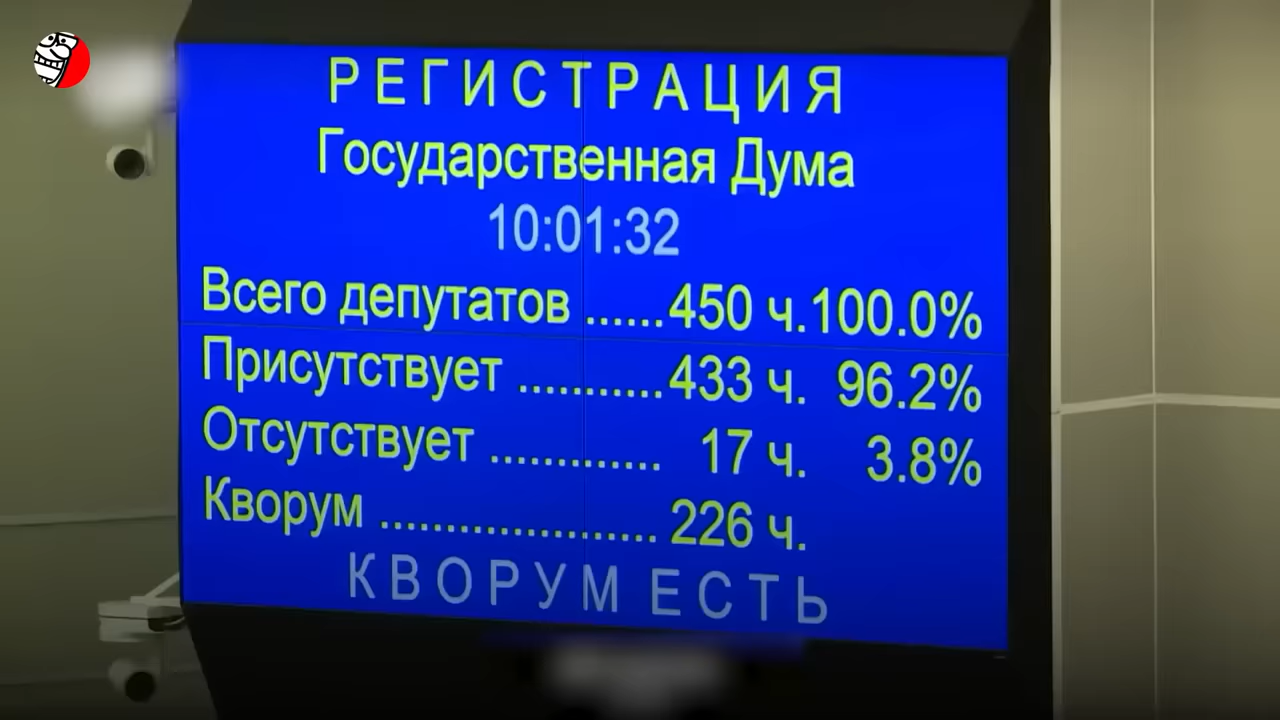 РЕГИСТРАЦИЯ
Государственная Дума
10:01:32
Всего депутатов ......450 ч.100.0%
Присутствует ...........433 ч. 96.2%
Отсутствует ............. 17 ч. 3.8%
Кворум ..................... 226 ч.
КВОРУМ ЕСТЬ